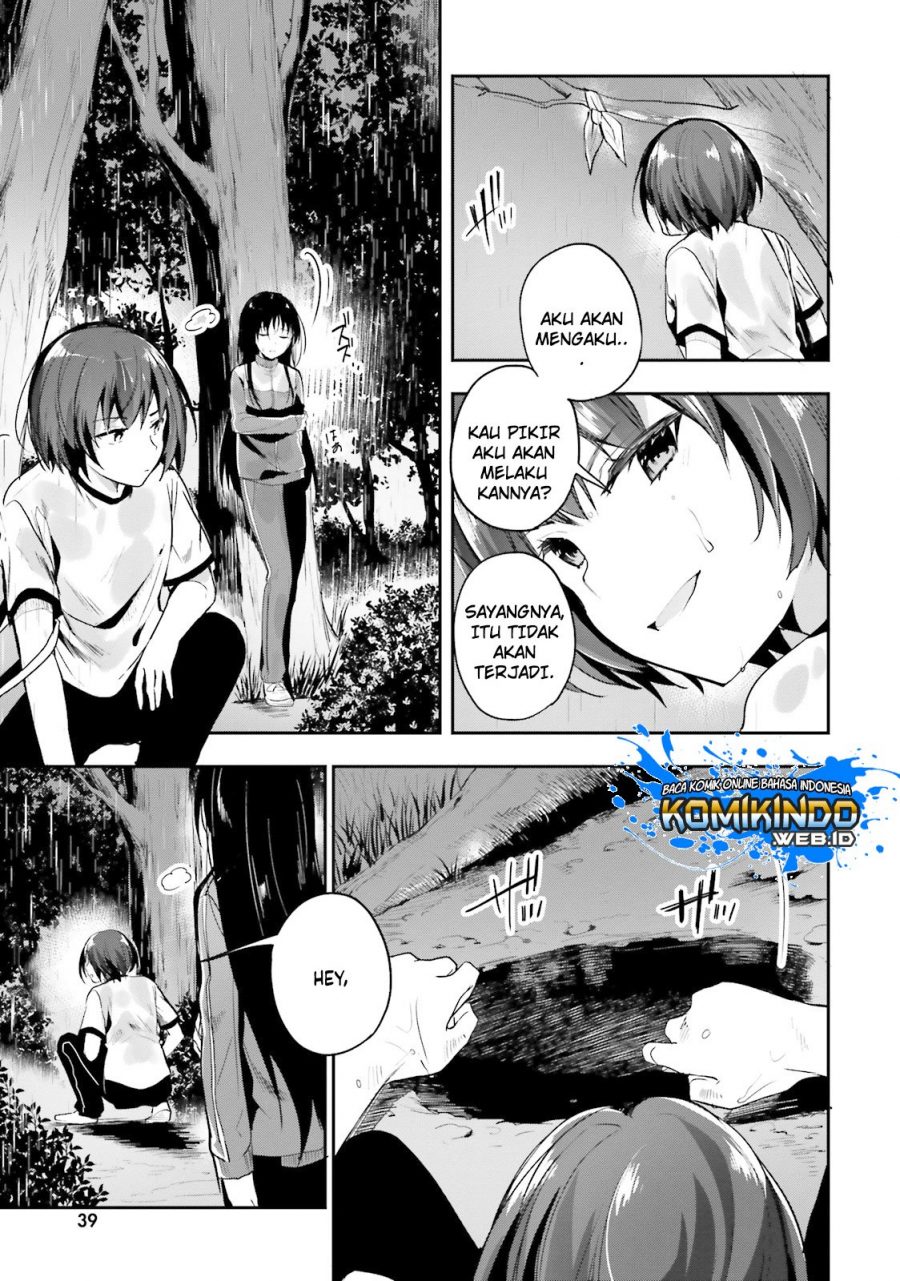 AKU AKAN
MENGAKU..
.
KAU PIKIR
AKU AKAN
MELAKU
KANNYA?
SAYANGNYA,
ITU TIDAK
AKAN
TERJADI.
BACA KOMIK ONLINE BAHASA INDONESIA
KOMIKINDO
WEB.ID
HEY,
39